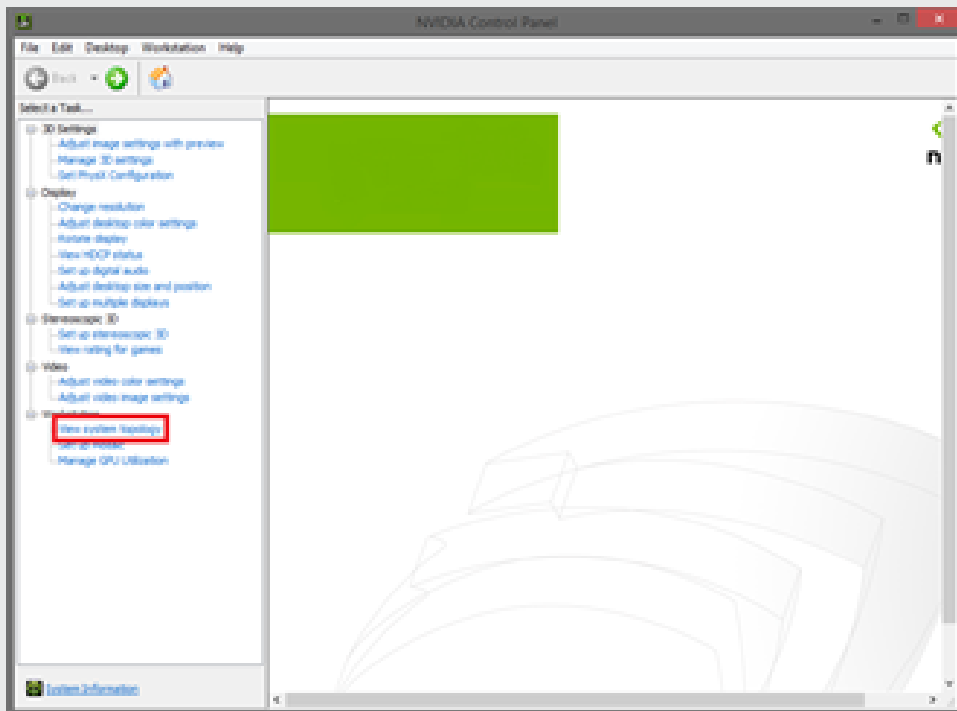 NVIDIA Control Panel
File Edit Desktop Workstation Help
Back
Select a Task...
3D Settings
Adjust image settings with preview
Manage 3D settings
Set PhysX Configuration
Display
Change resolution
Adjust desktop color settings
Rotate display
View HDCP status
Set up digital audio
Adjust desktop size and position
Set up multiple displays
Stereoscopic 3D
Set up stereoscopic 3D
View rating for games
Video
Adjust video color settings
Adjust video image settings
Workstation
View system topology
Set up Mosaic
Manage GPU Utilization
System Information